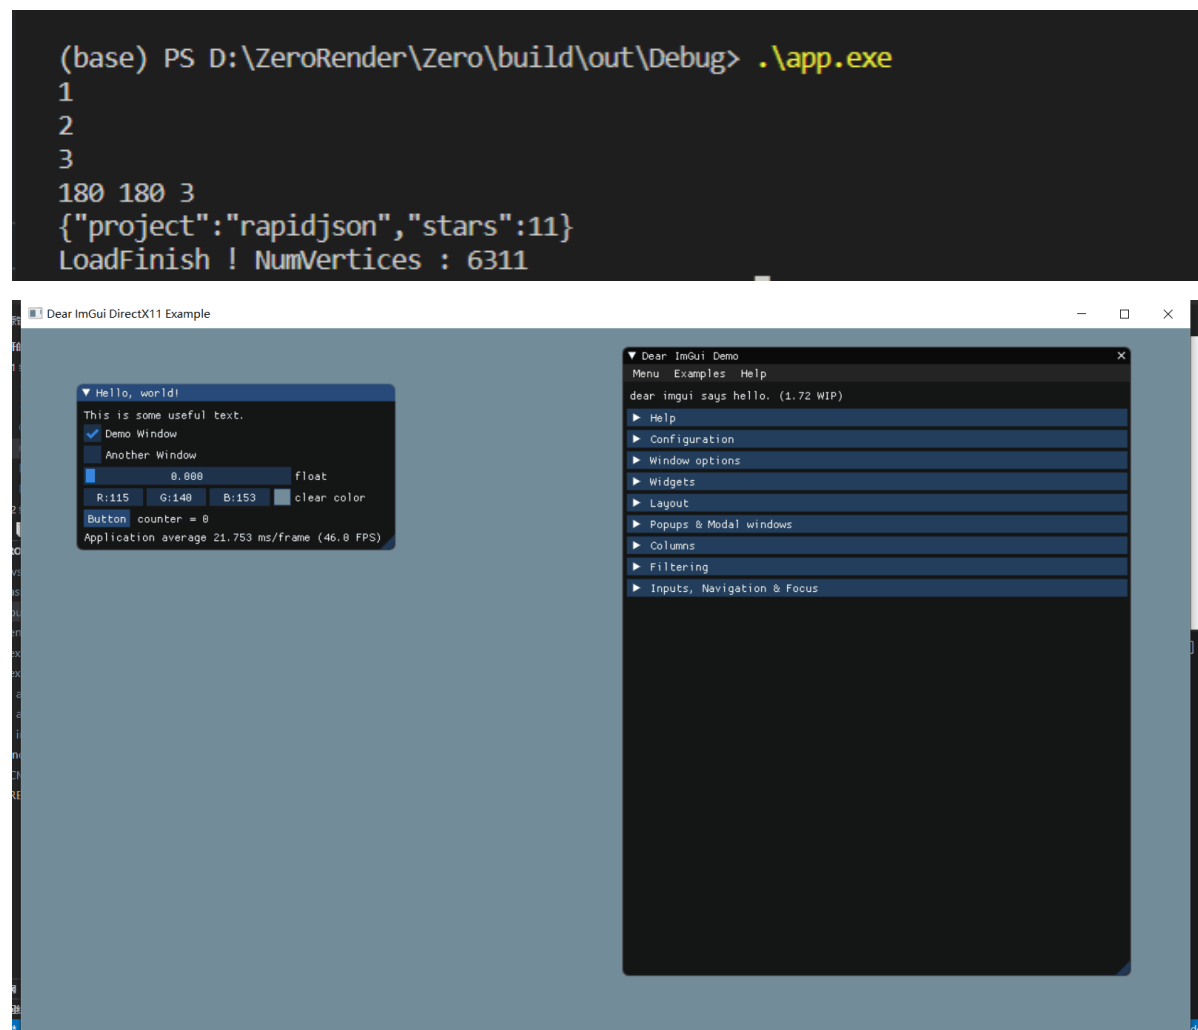 (base) PS D:\ZeroRender\Zero\build\out\Debug> .\app.exe
1
2
3
180 180 3
{"project":"rapidjson","stars":11}
LoadFinish ! NumVertices : 6311
Dear ImGui DirectX11 Example
Hello, world!
This is some useful text.
Demo Window
Another Window
0.000 float
R:115 G:140 B:153 clear color
Button counter = 0
Application average 21.753 ms/frame (46.0 FPS)
Dear ImGui Demo
Menu Examples Help
dear imgui says hello. (1.72 WIP)
Help
Configuration
Window options
Widgets
Layout
Popups & Modal windows
Columns
Filtering
Inputs, Navigation & Focus